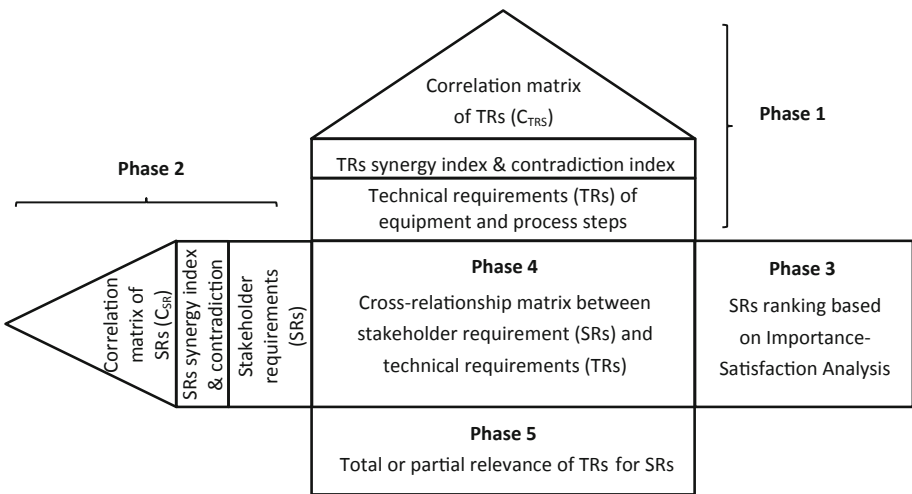 Correlation matrix
of TRs (CTRS)
Phase 1
TRs synergy index & contradiction index
Technical requirements (TRs) of
equipment and process steps
Phase 2
Correlation
matrix of
SRs (CSR)
SRs synergy index
& contradiction
Stakeholder
requirements
(SRs)
Phase 4
Cross-relationship matrix between
stakeholder requirement (SRs) and
technical requirements (TRs)
Phase 3
SRs ranking based
on Importance-
Satisfaction Analysis
Phase 5
Total or partial relevance of TRs for SRs